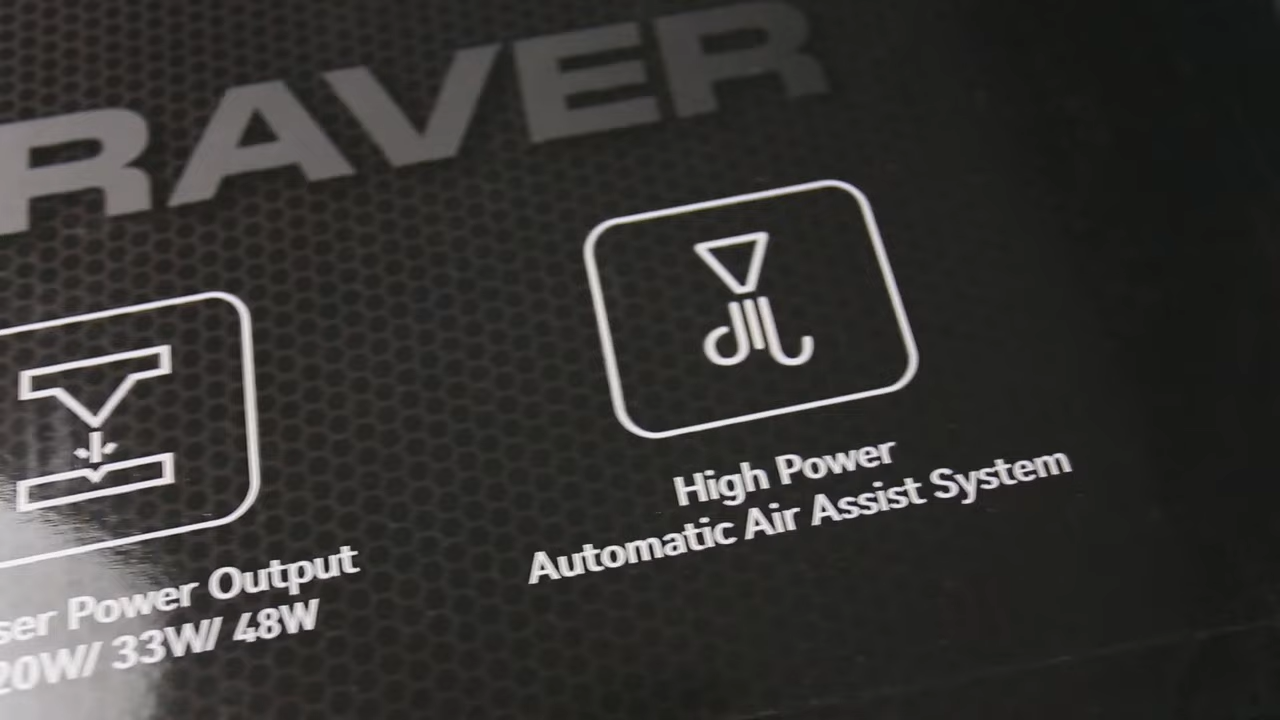 RAVER
High Power
Automatic Air Assist System
ser Power Output
20W/ 33W/ 48W